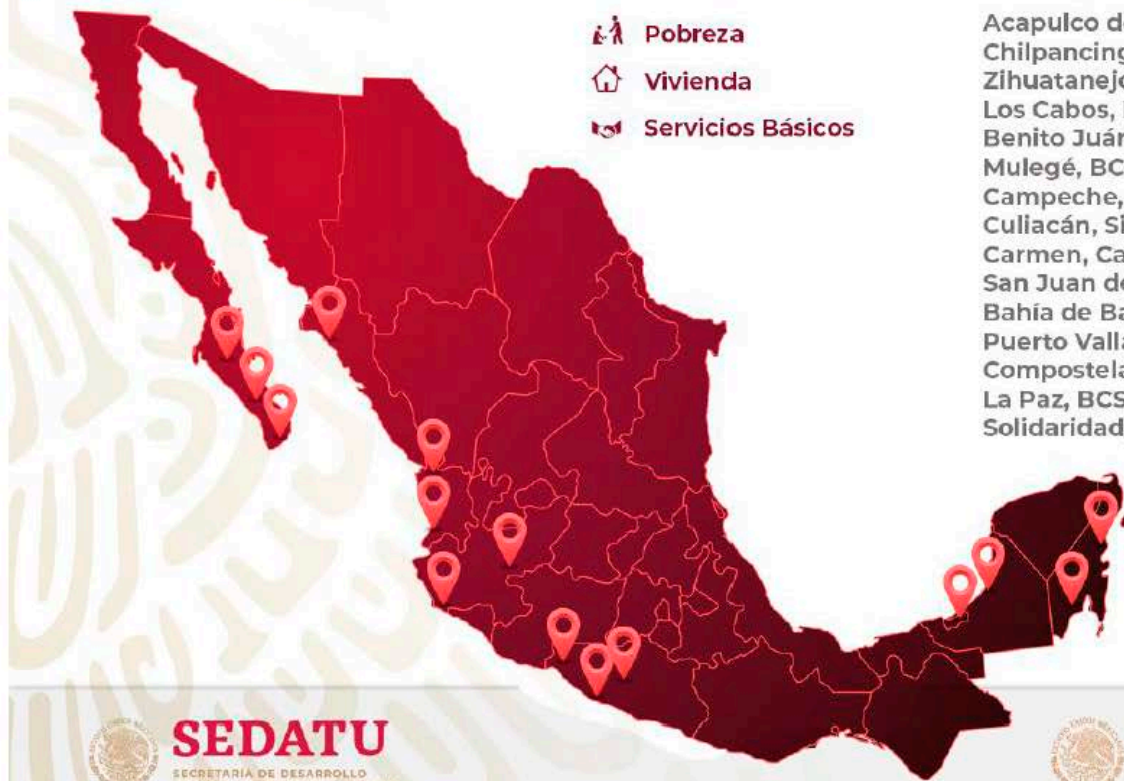 Pobreza
Vivienda
Servicios Básicos
Acapulco d
Chilpancing
Zihuatanejo
Los Cabos,
Benito Juár
Mulegé, BC
Campeche,
Culiacán, Si
Carmen, Ca
San Juan de
Bahía de Ba
Puerto Valla
Compostela
La Paz, BCS
Solidaridad
SEDATU
SECRETARÍA DE DESARROLLO